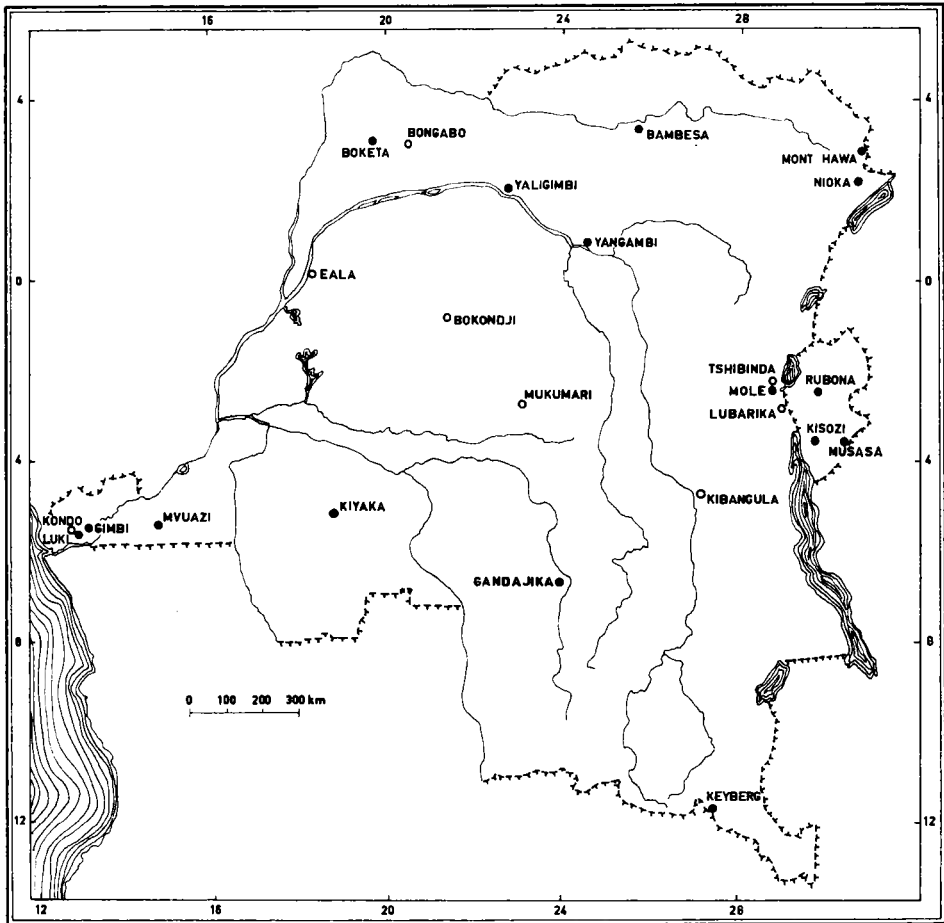 16 20 24 28
4 4
BONGABO
BOKETA
BAMBESA
MONT HAWA
NIOKA
YALIGIMBI
YANGAMBI
0 0
EALA
BOKONDJI
TSHIBINDA
MOLE
RUBONA
MUKUMARI
LUBARIKA
KISOZI
MUSASA
4 4
KIBANGULA
KONDO
GIMBI
LUKI
MVUAZI
KIYAKA
GANDAJIKA
8 8
0 100 200 300 km
KEYBERG
12 12
12 16 20 24 28